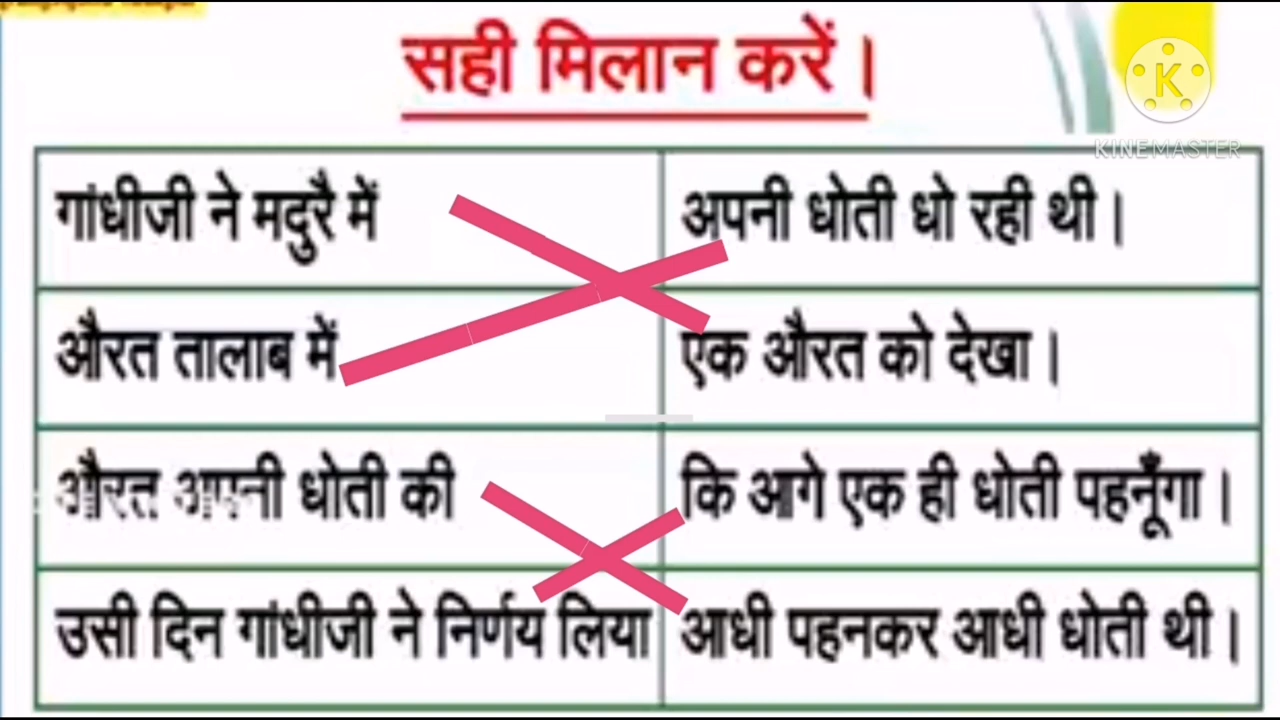 सही मिलान करें।
K
KINEMASTER
गांधीजी ने मदुरै में
अपनी धोती धो रही थी।
औरत तालाब में
एक औरत को देखा।
औरत अपनी धोती की
कि आगे एक ही धोती पहनूँगा।
उसी दिन गांधीजी ने निर्णय लिया
आधी पहनकर आधी धोती थी।